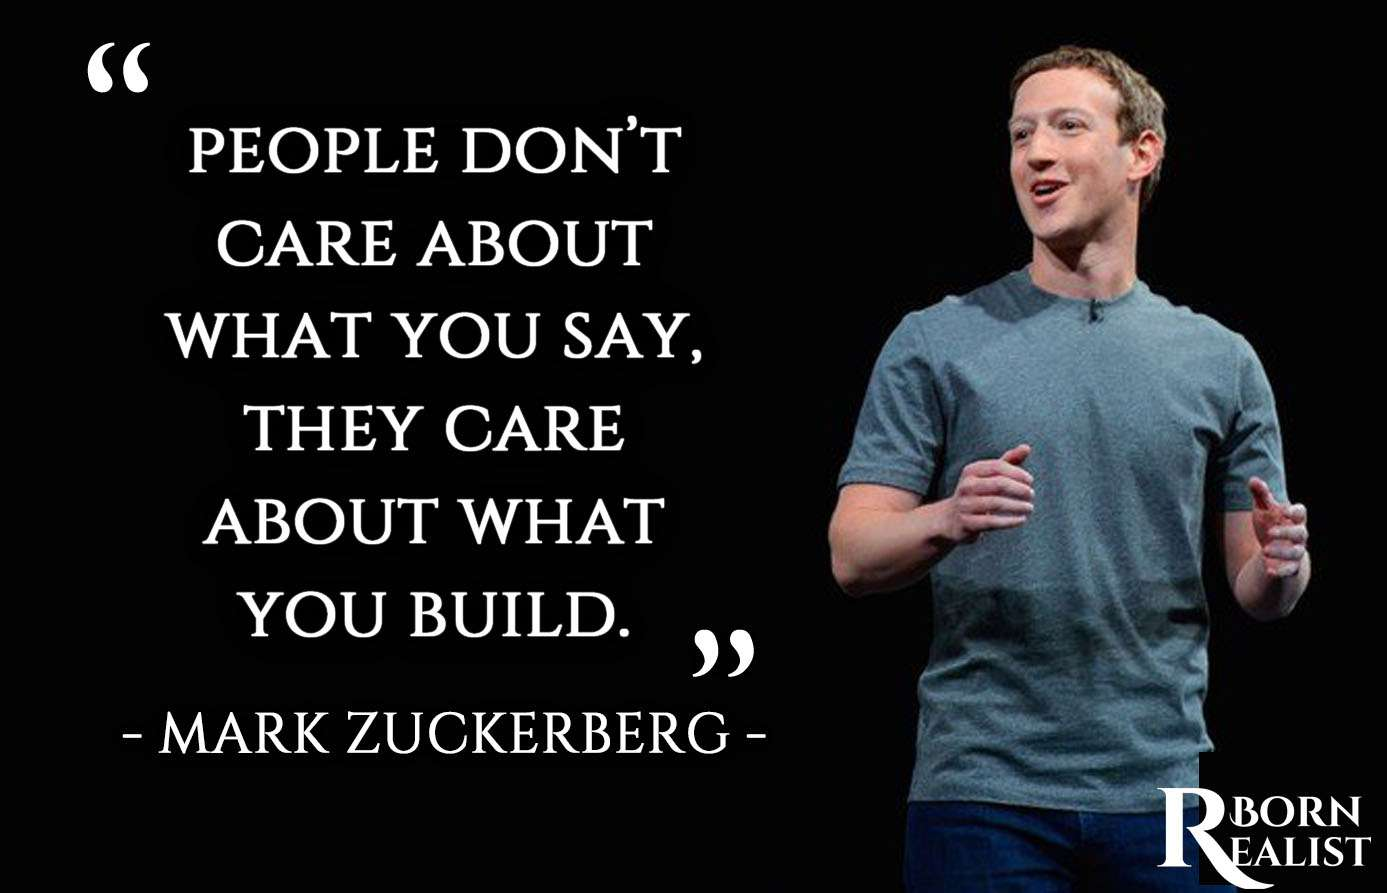 “
PEOPLE DON’T
CARE ABOUT
WHAT YOU SAY,
THEY CARE
ABOUT WHAT
YOU BUILD.
”
- MARK ZUCKERBERG -
BORN
REALIST